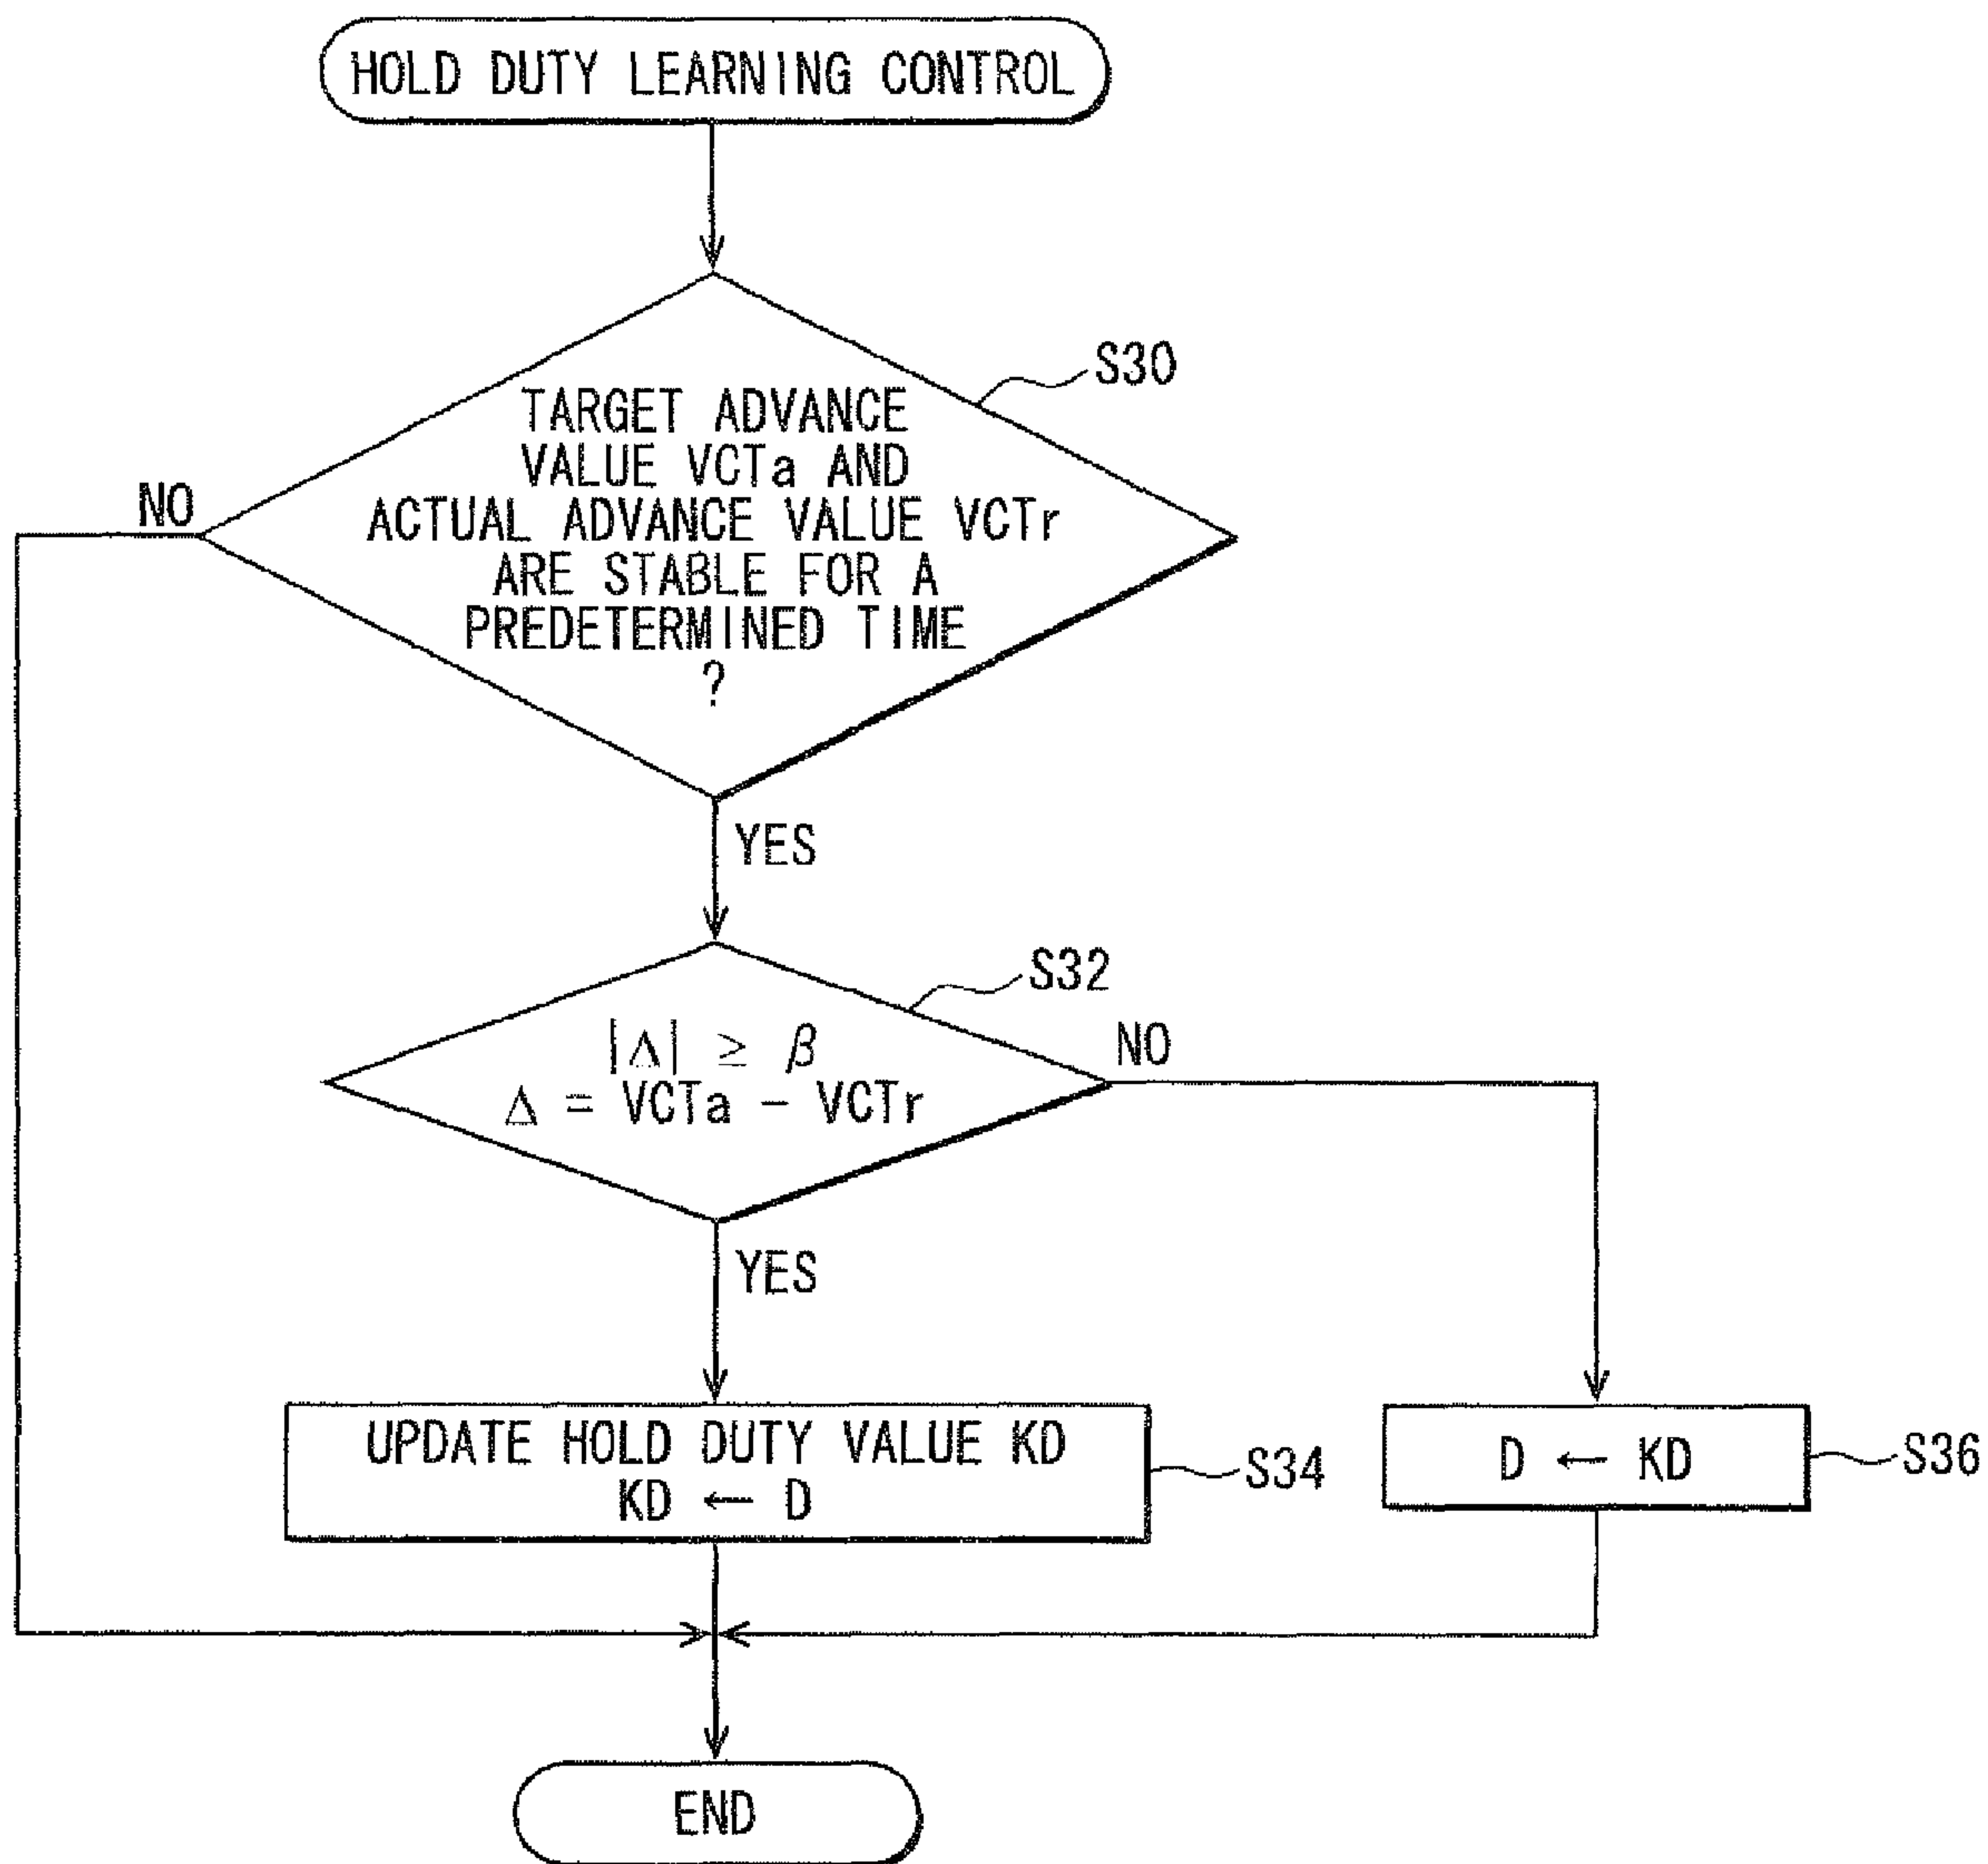 HOLD DUTY LEARNING CONTROL
S30
TARGET ADVANCE
VALUE VCTa AND
ACTUAL ADVANCE VALUE VCTr
ARE STABLE FOR A
PREDETERMINED TIME
?
NO
YES
S32
|Δ| ≥ β
Δ = VCTa - VCTr
NO
YES
UPDATE HOLD DUTY VALUE KD
KD ← D
S34
D ← KD
S36
END